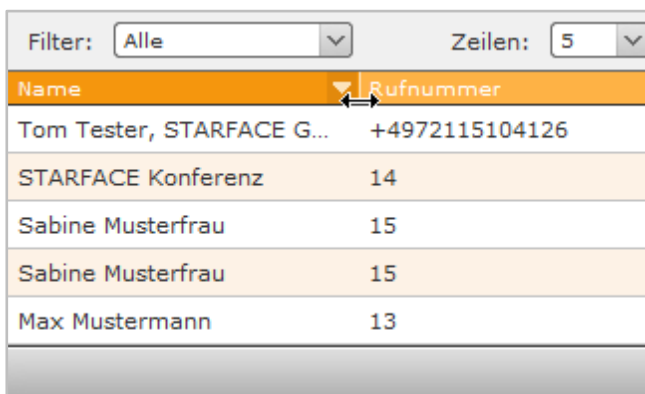 Filter: Alle Zeilen: 5
Name Rufnummer
Tom Tester, STARFACE G... +4972115104126
STARFACE Konferenz 14
Sabine Musterfrau 15
Sabine Musterfrau 15
Max Mustermann 13